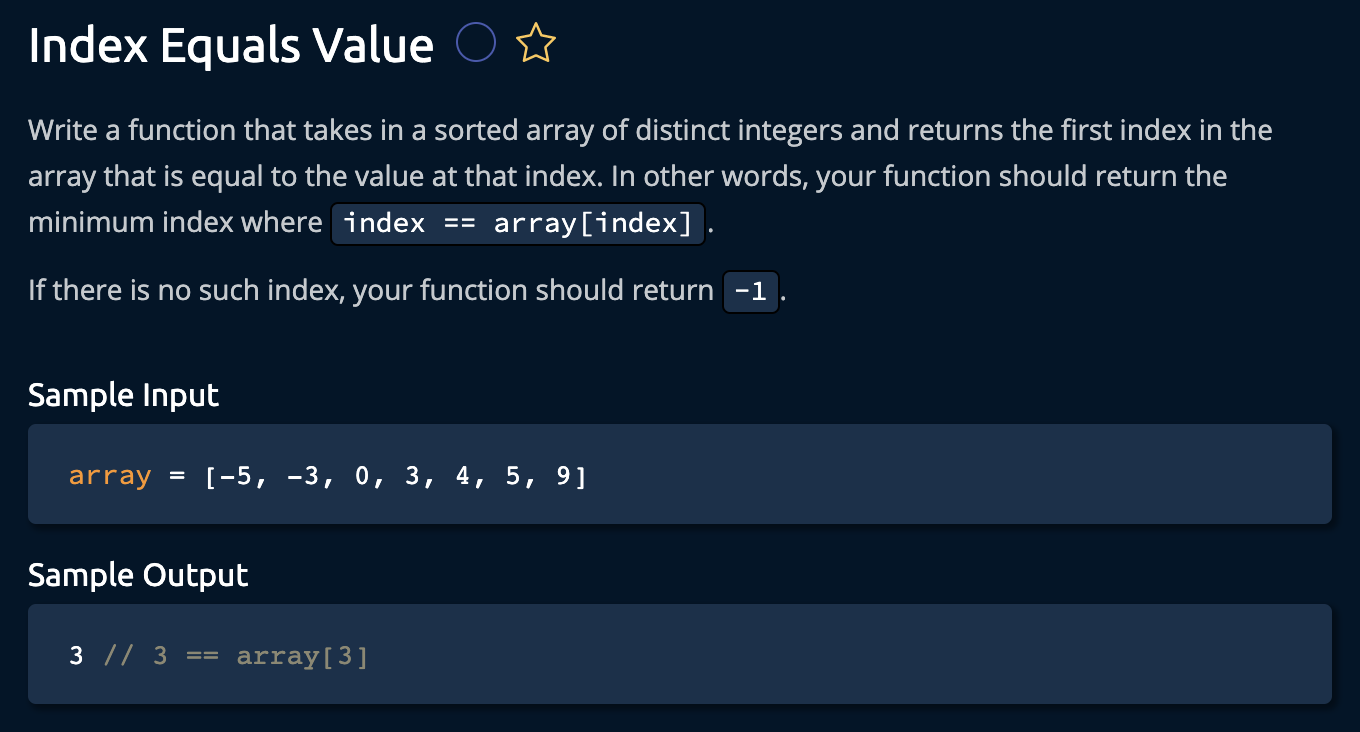 Index Equals Value
Write a function that takes in a sorted array of distinct integers and returns the first index in the
array that is equal to the value at that index. In other words, your function should return the
minimum index where index == array[index].
If there is no such index, your function should return -1.
Sample Input
array = [-5, -3, 0, 3, 4, 5, 9]
Sample Output
3 // 3 == array[3]